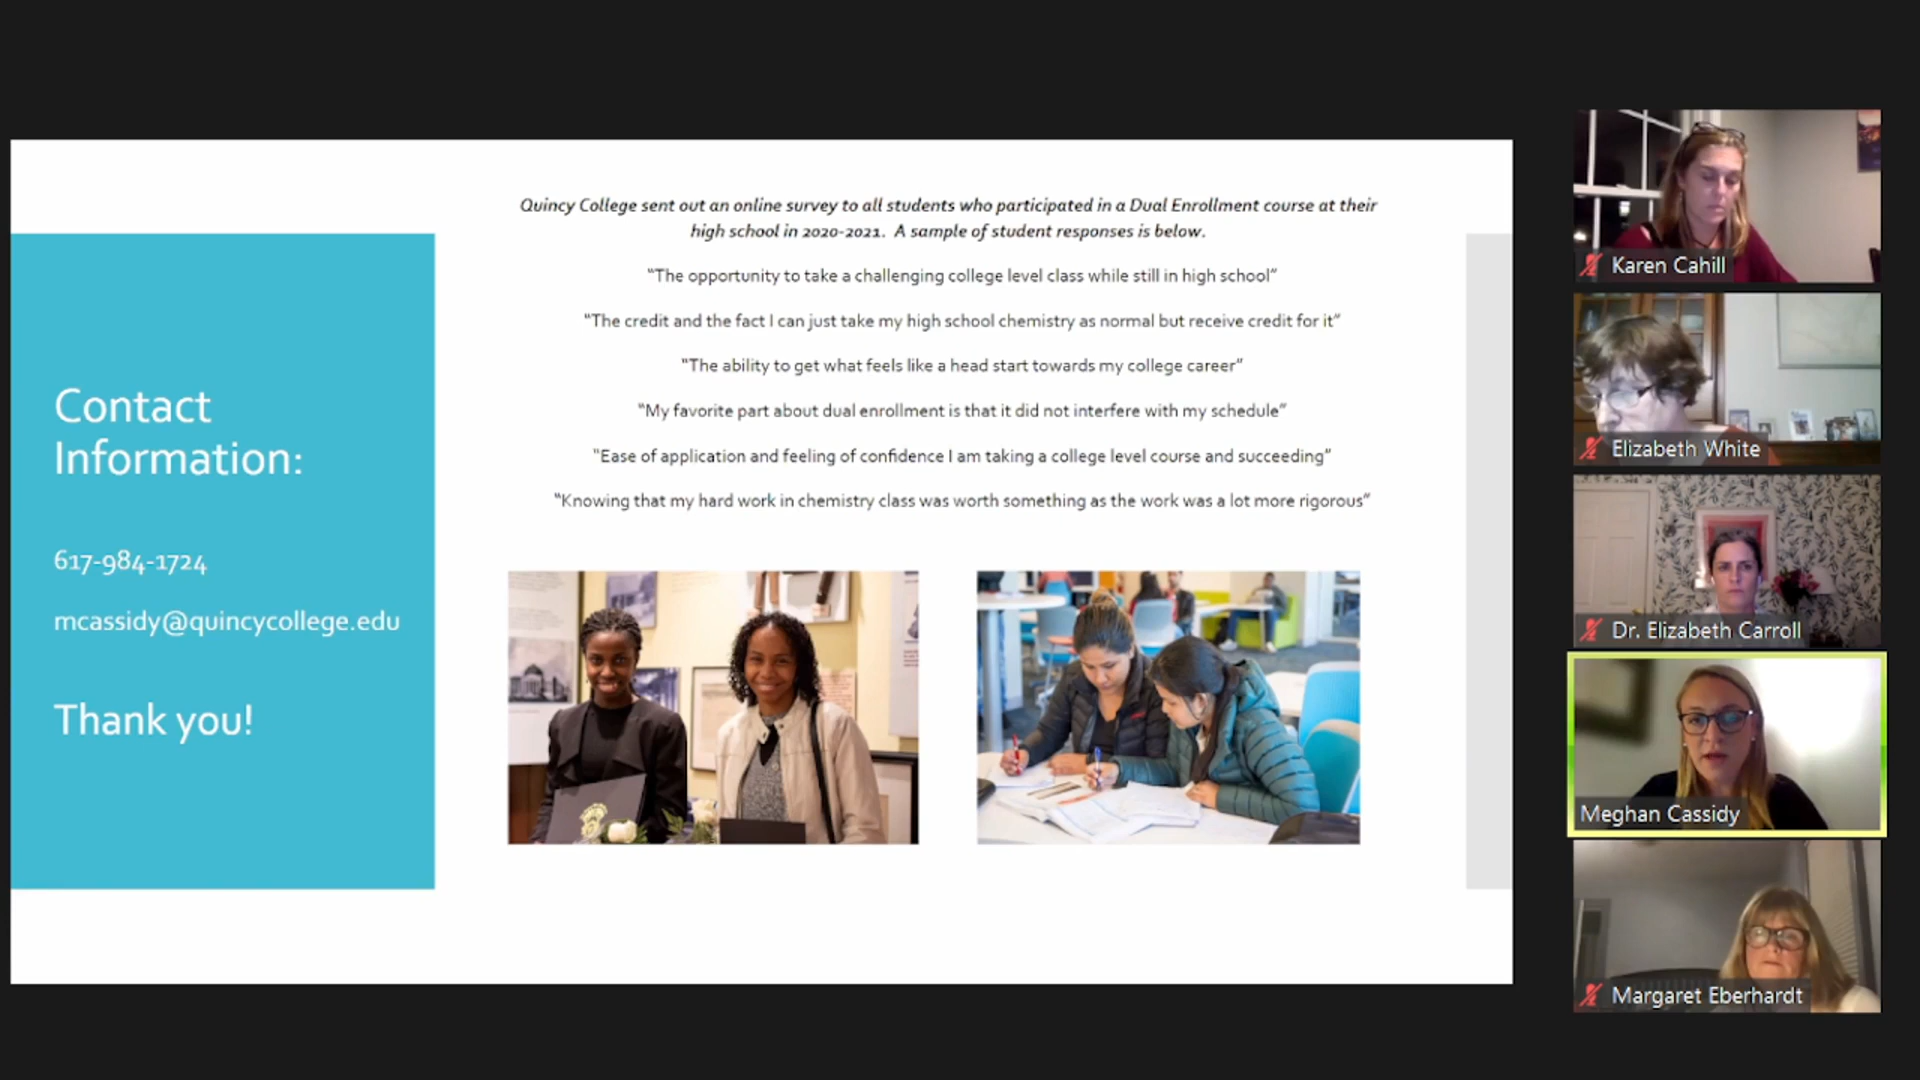 Quincy College sent out an online survey to all students who participated in a Dual Enrollment course at their
high school in 2020-2021. A sample of student responses is below.
"The opportunity to take a challenging college level class while still in high school"
"The credit and the fact I can just take my high school chemistry as normal but receive credit for it"
"The ability to get what feels like a head start towards my college career"
"My favorite part about dual enrollment is that it did not interfere with my schedule"
"Ease of application and feeling of confidence I am taking a college level course and succeeding"
"Knowing that my hard work in chemistry class was worth something as the work was a lot more rigorous"
Contact
Information:
617-984-1724
mcassidy@quincycollege.edu
Thank you!
Karen Cahill
Elizabeth White
Dr. Elizabeth Carroll
Meghan Cassidy
Margaret Eberhardt